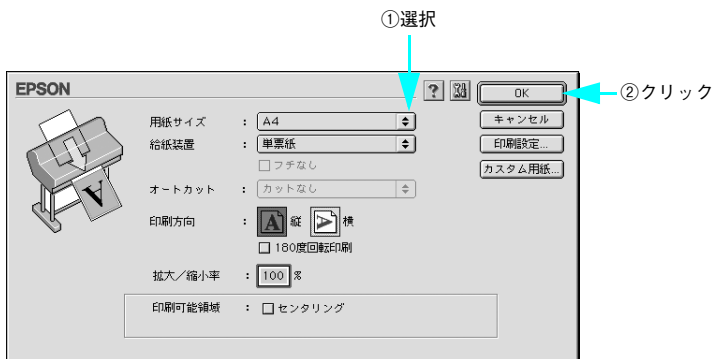 ①選択
EPSON
OK
②クリック
用紙サイズ : A4
キャンセル
給紙装置 : 単票紙
印刷設定...
フチなし
カスタム用紙...
オートカット : カットなし
印刷方向 : 縦 横
180度回転印刷
拡大／縮小率 : 100 %
印刷可能領域 : センタリング